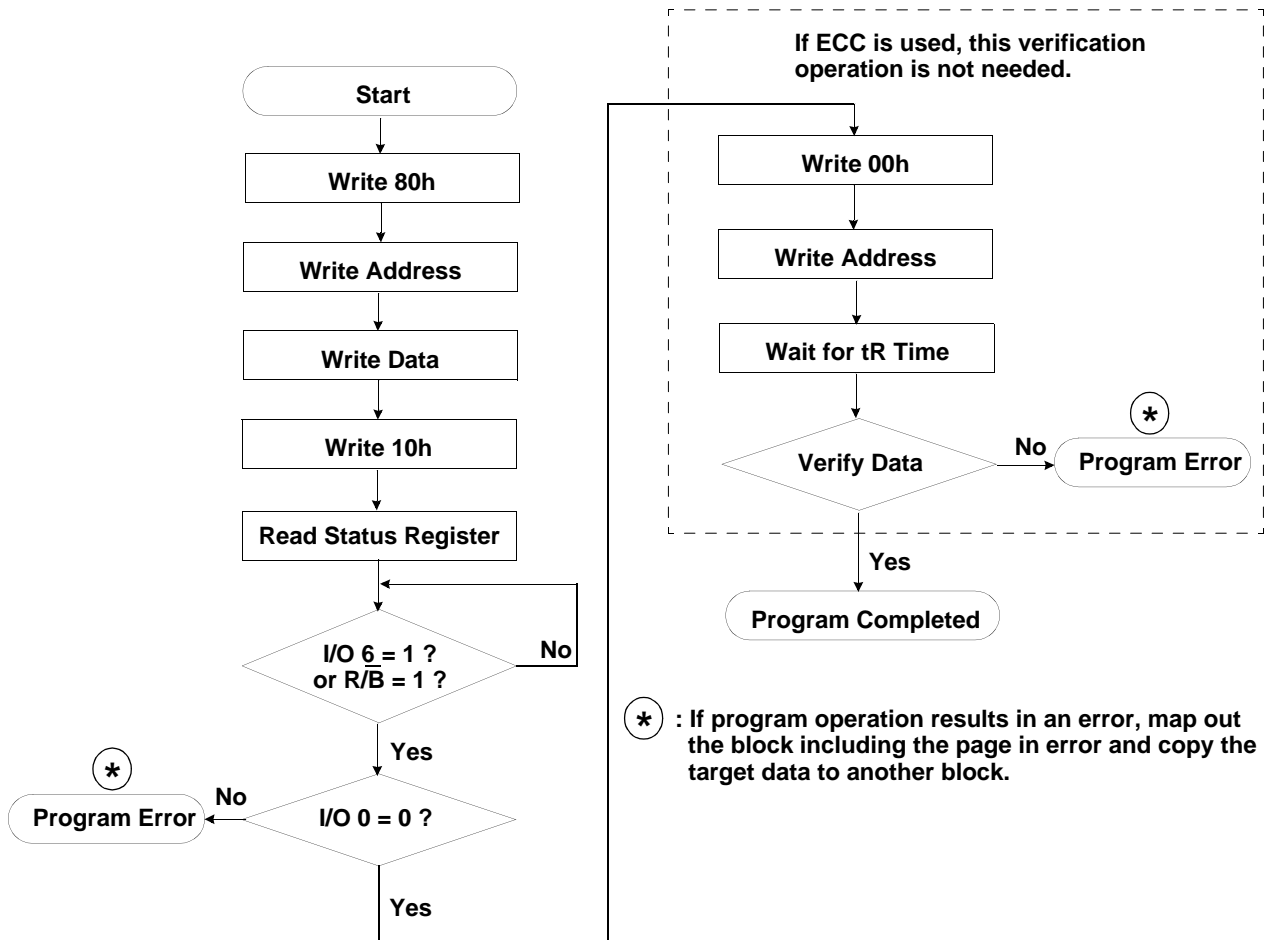 Start
Write 80h
Write Address
Write Data
Write 10h
Read Status Register
I/O 6 = 1 ?
or R/B̅ = 1 ?
No
Yes
*
Program Error
No
I/O 0 = 0 ?
Yes
If ECC is used, this verification
operation is not needed.
Write 00h
Write Address
Wait for tR Time
Verify Data
No
*
Program Error
Yes
Program Completed
* : If program operation results in an error, map out
the block including the page in error and copy the
target data to another block.